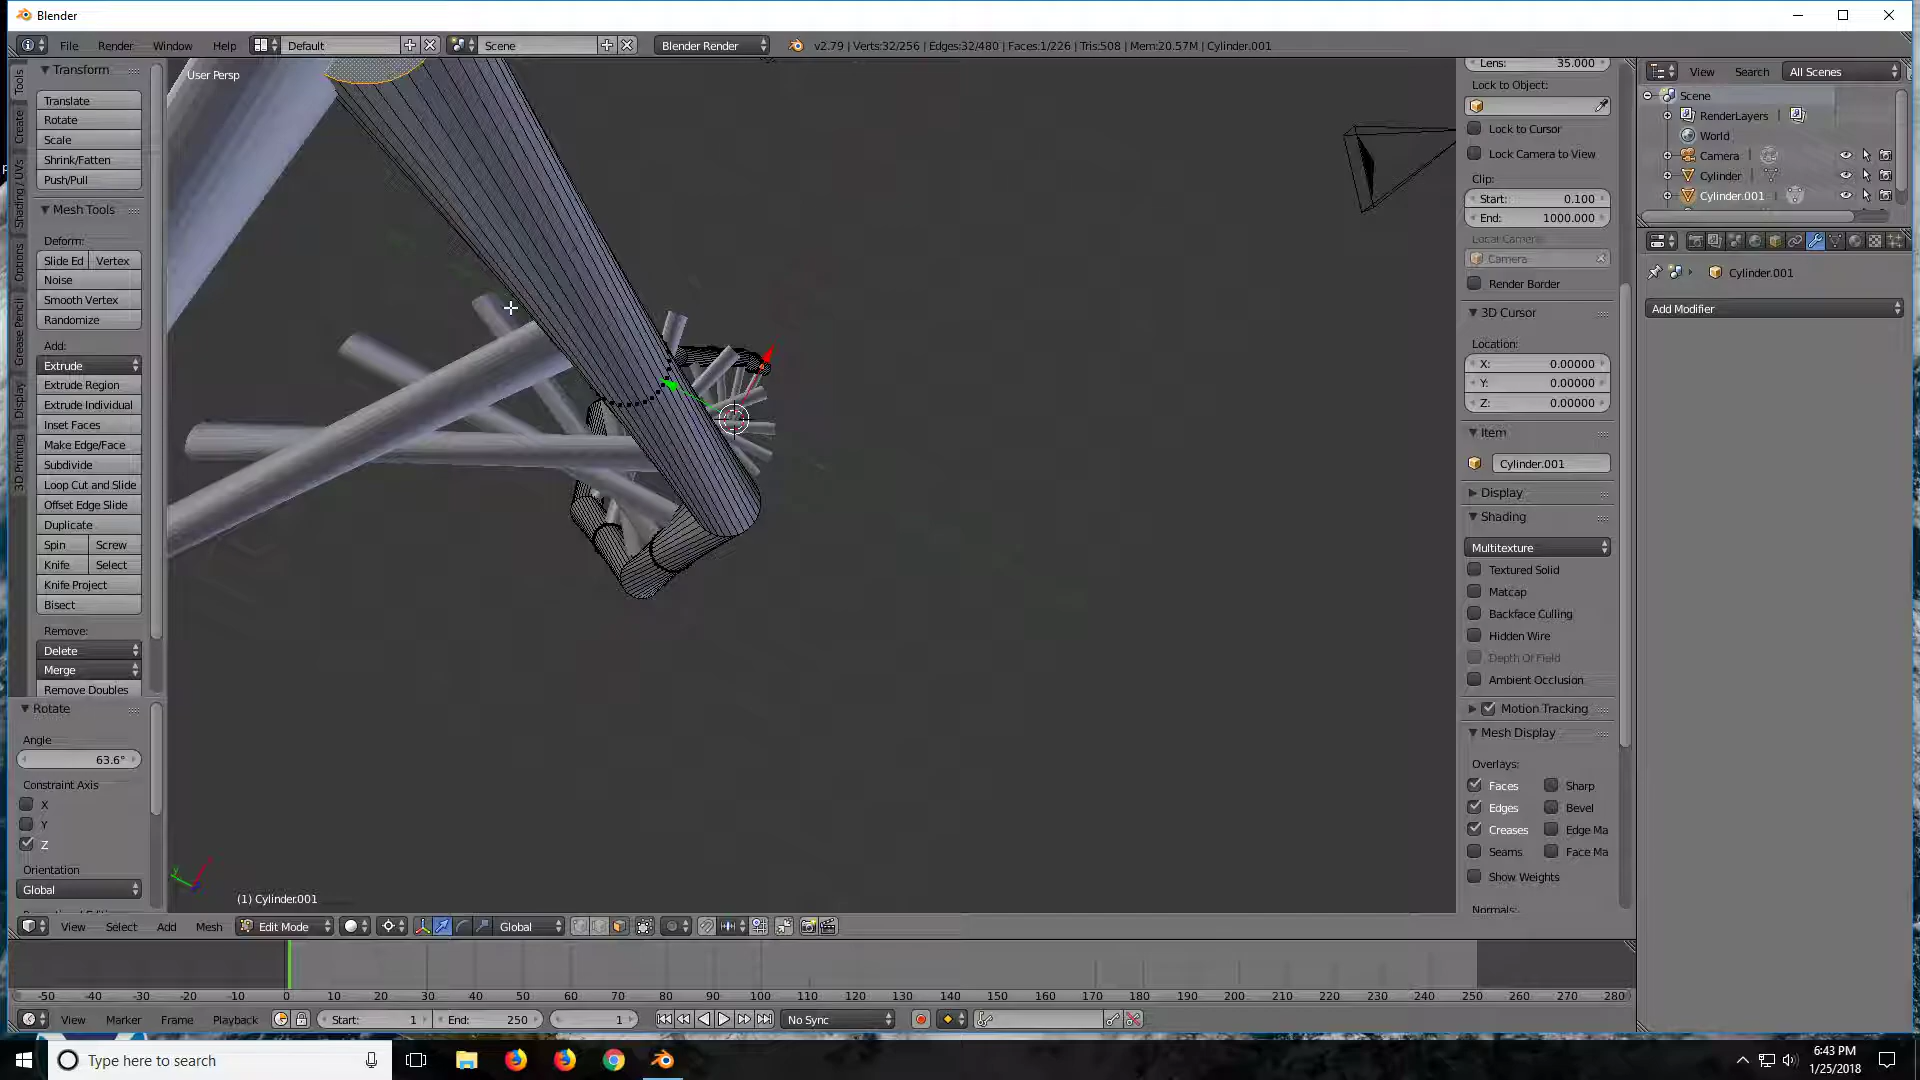 Blender
File Render Window Help Default Scene Blender Render v2.79 | Verts:32/256 | Edges:32/480 | Faces:1/226 | Tris:508 | Mem:20.57M | Cylinder.001
Tools
Create
Shading / UVs
Options
Grease Pencil
Display
3D Printing
Transform
Translate
Rotate
Scale
Shrink/Fatten
Push/Pull
Mesh Tools
Deform:
Slide Ed Vertex
Noise
Smooth Vertex
Randomize
Add:
Extrude
Extrude Region
Extrude Individual
Inset Faces
Make Edge/Face
Subdivide
Loop Cut and Slide
Offset Edge Slide
Duplicate
Spin Screw
Knife Select
Knife Project
Bisect
Remove:
Delete
Merge
Remove Doubles
Rotate
Angle
63.6°
Constraint Axis
X
Y
Z
Orientation
Global
User Persp
(1) Cylinder.001
Lens: 35.000
Lock to Object:
Lock to Cursor
Lock Camera to View
Clip:
Start: 0.100
End: 1000.000
Local Camera:
Camera
Render Border
3D Cursor
Location:
X: 0.00000
Y: 0.00000
Z: 0.00000
Item
Cylinder.001
Display
Shading
Multitexture
Textured Solid
Matcap
Backface Culling
Hidden Wire
Depth Of Field
Ambient Occlusion
Motion Tracking
Mesh Display
Overlays:
Faces Sharp
Edges Bevel
Creases Edge Ma
Seams Face Ma
Show Weights
Normals:
View Search All Scenes
Scene
RenderLayers
World
Camera
Cylinder
Cylinder.001
Cylinder.001
Add Modifier
View Select Add Mesh Edit Mode Global
-50 -40 -30 -20 -10 0 10 20 30 40 50 60 70 80 90 100 110 120 130 140 150 160 170 180 190 200 210 220 230 240 250 260 270 280
View Marker Frame Playback Start: 1 End: 250 1 No Sync
Type here to search
6:43 PM
1/25/2018